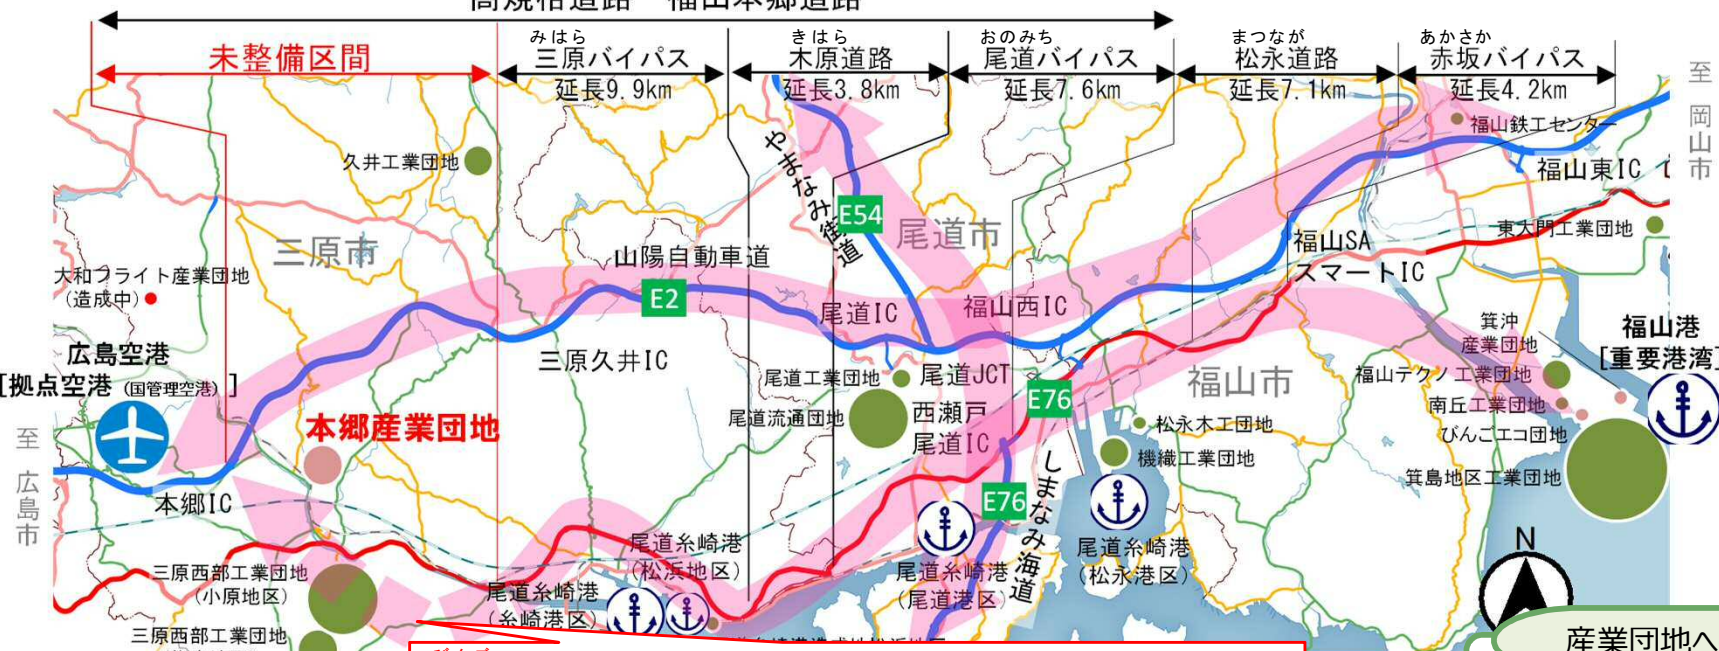 高規格道路 福山本郷道路
未整備区間
みはら
三原バイパス
延長9.9km
きはら
木原道路
延長3.8km
おのみち
尾道バイパス
延長7.6km
まつなが
松永道路
延長7.1km
あかさか
赤坂バイパス
延長4.2km
至
岡山市
福山鉄工センター
福山東IC
久井工業団地
やまなみ街道
E54
尾道市
東大門工業団地
三原市
山陽自動車道
福山SA
スマートIC
大和フライト産業団地
（造成中）
E2
尾道IC
福山西IC
箕沖
産業団地
福山港
[重要港湾]
広島空港
[拠点空港（国管理空港）]
三原久井IC
尾道工業団地
尾道JCT
福山市
福山テクノ工業団地
E76
南丘工業団地
本郷産業団地
尾道流通団地
西瀬戸
尾道IC
松永木工団地
びんごエコ団地
至
広島市
しまなみ海道
機織工業団地
箕島地区工業団地
本郷IC
E76
N
尾道糸崎港
（松浜地区）
尾道糸崎港
（松永港区）
三原西部工業団地
（小原地区）
尾道糸崎港
（糸崎港区）
尾道糸崎港
（尾道港区）
三原西部工業団地
産業団地へ